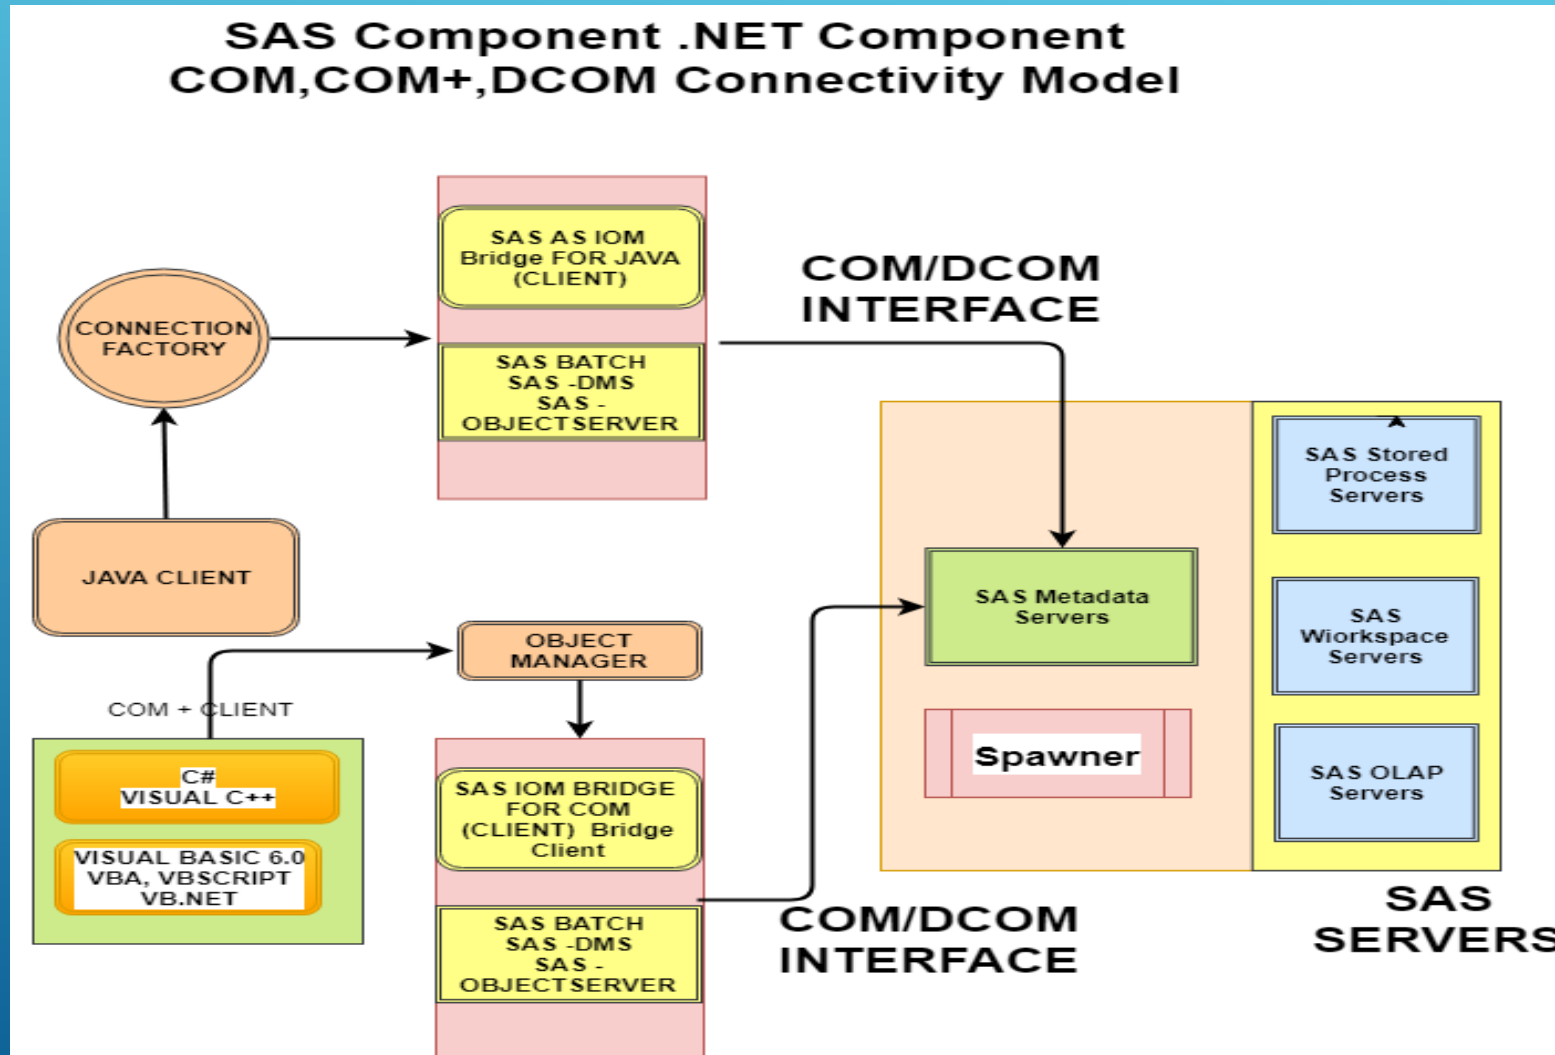 SAS Component .NET Component
COM,COM+,DCOM Connectivity Model
SAS AS IOM
Bridge FOR JAVA
(CLIENT)
COM/DCOM
INTERFACE
CONNECTION
FACTORY
SAS BATCH
SAS -DMS
SAS -
OBJECTSERVER
JAVA CLIENT
SAS Stored
Process
Servers
SAS Metadata
Servers
SAS
Wiorkspace
Servers
OBJECT
MANAGER
COM + CLIENT
C#
VISUAL C++
VISUAL BASIC 6.0
VBA, VBSCRIPT
VB.NET
SAS IOM BRIDGE
FOR COM
(CLIENT) Bridge
Client
Spawner
SAS OLAP
Servers
SAS BATCH
SAS -DMS
SAS -
OBJECTSERVER
COM/DCOM
INTERFACE
SAS
SERVERS